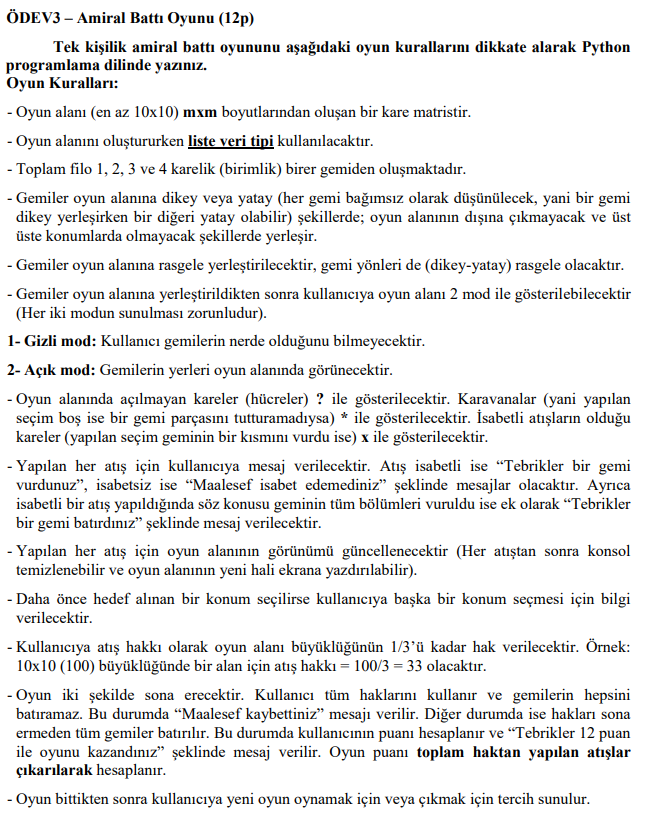 ÖDEV3 – Amiral Battı Oyunu (12p)
Tek kişilik amiral battı oyununu aşağıdaki oyun kurallarını dikkate alarak Python
programlama dilinde yazınız.
Oyun Kuralları:
- Oyun alanı (en az 10x10) mxm boyutlarından oluşan bir kare matristir.
- Oyun alanını oluştururken liste veri tipi kullanılacaktır.
- Toplam filo 1, 2, 3 ve 4 karelik (birimlik) birer gemiden oluşmaktadır.
- Gemiler oyun alanına dikey veya yatay (her gemi bağımsız olarak düşünülecek, yani bir gemi
dikey yerleşirken bir diğeri yatay olabilir) şekillerde; oyun alanının dışına çıkmayacak ve üst
üste konumlarda olmayacak şekillerde yerleşir.
- Gemiler oyun alanına rasgele yerleştirilecektir, gemi yönleri de (dikey-yatay) rasgele olacaktır.
- Gemiler oyun alanına yerleştirildikten sonra kullanıcıya oyun alanı 2 mod ile gösterilebilecektir
(Her iki modun sunulması zorunludur).
1- Gizli mod: Kullanıcı gemilerin nerde olduğunu bilmeyecektir.
2- Açık mod: Gemilerin yerleri oyun alanında görünecektir.
- Oyun alanında açılmayan kareler (hücreler) ? ile gösterilecektir. Karavanalar (yani yapılan
seçim boş ise bir gemi parçasını tutturamadıysa) * ile gösterilecektir. İsabetli atışların olduğu
kareler (yapılan seçim geminin bir kısmını vurdu ise) x ile gösterilecektir.
- Yapılan her atış için kullanıcıya mesaj verilecektir. Atış isabetli ise “Tebrikler bir gemi
vurdunuz”, isabetsiz ise “Maalesef isabet edemediniz” şeklinde mesajlar olacaktır. Ayrıca
isabetli bir atış yapıldığında söz konusu geminin tüm bölümleri vuruldu ise ek olarak “Tebrikler
bir gemi batırdınız” şeklinde mesaj verilecektir.
- Yapılan her atış için oyun alanının görünümü güncellenecektir (Her atıştan sonra konsol
temizlenebilir ve oyun alanının yeni hali ekrana yazdırılabilir).
- Daha önce hedef alınan bir konum seçilirse kullanıcıya başka bir konum seçmesi için bilgi
verilecektir.
- Kullanıcıya atış hakkı olarak oyun alanı büyüklüğünün 1/3’ü kadar hak verilecektir. Örnek:
10x10 (100) büyüklüğünde bir alan için atış hakkı = 100/3 = 33 olacaktır.
- Oyun iki şekilde sona erecektir. Kullanıcı tüm haklarını kullanır ve gemilerin hepsini
batıramaz. Bu durumda “Maalesef kaybettiniz” mesajı verilir. Diğer durumda ise hakları sona
ermeden tüm gemiler batırılır. Bu durumda kullanıcının puanı hesaplanır ve “Tebrikler 12 puan
ile oyunu kazandınız” şeklinde mesaj verilir. Oyun puanı toplam haktan yapılan atışlar
çıkarılarak hesaplanır.
- Oyun bittikten sonra kullanıcıya yeni oyun oynamak için veya çıkmak için tercih sunulur.